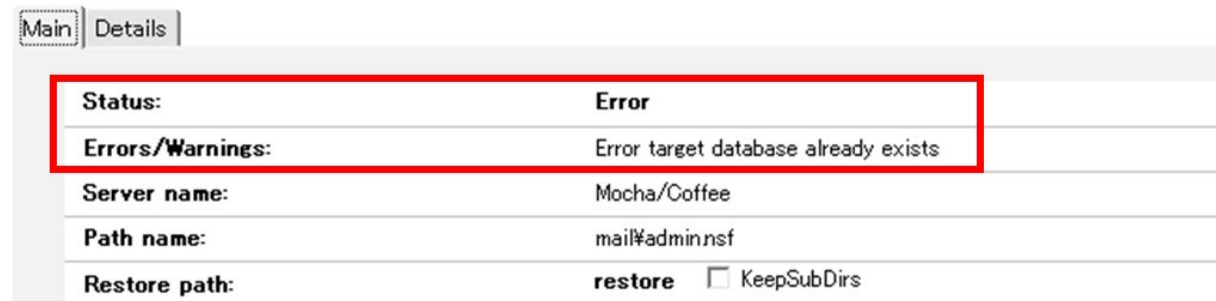 Main Details
Status: Error
Errors/Warnings: Error target database already exists
Server name: Mocha/Coffee
Path name: mail¥admin.nsf
Restore path: restore KeepSubDirs